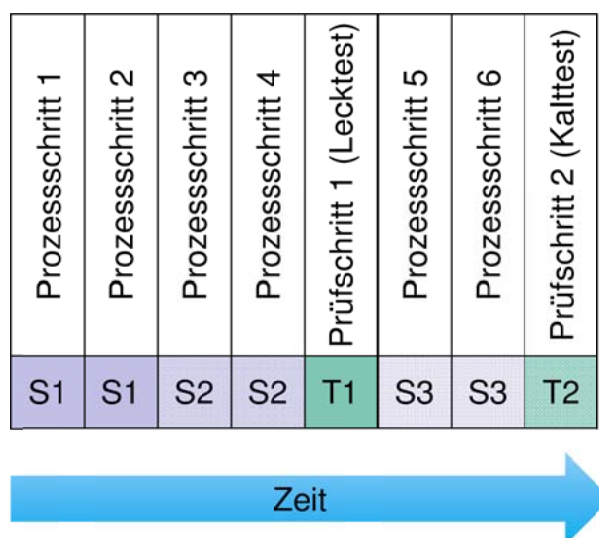 Prozessschritt 1
Prozessschritt 2
Prozessschritt 3
Prozessschritt 4
Prüfschritt 1 (Lecktest)
Prozessschritt 5
Prozessschritt 6
Prüfschritt 2 (Kalttest)
S1 S1 S2 S2 T1 S3 S3 T2
Zeit